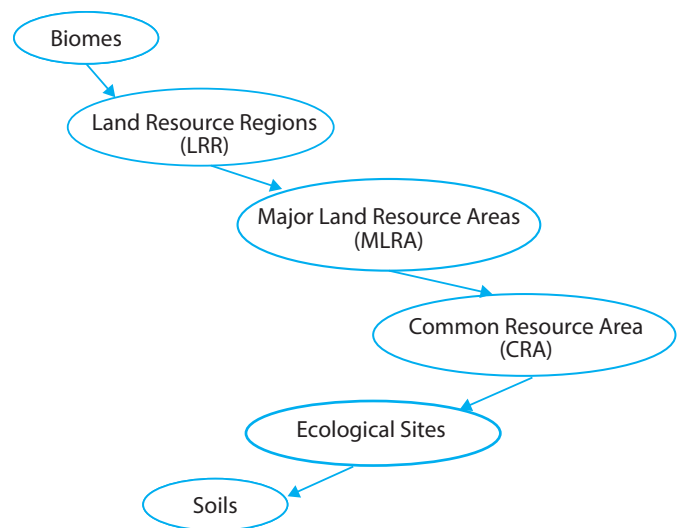 Biomes
Land Resource Regions
(LRR)
Major Land Resource Areas
(MLRA)
Common Resource Area
(CRA)
Ecological Sites
Soils